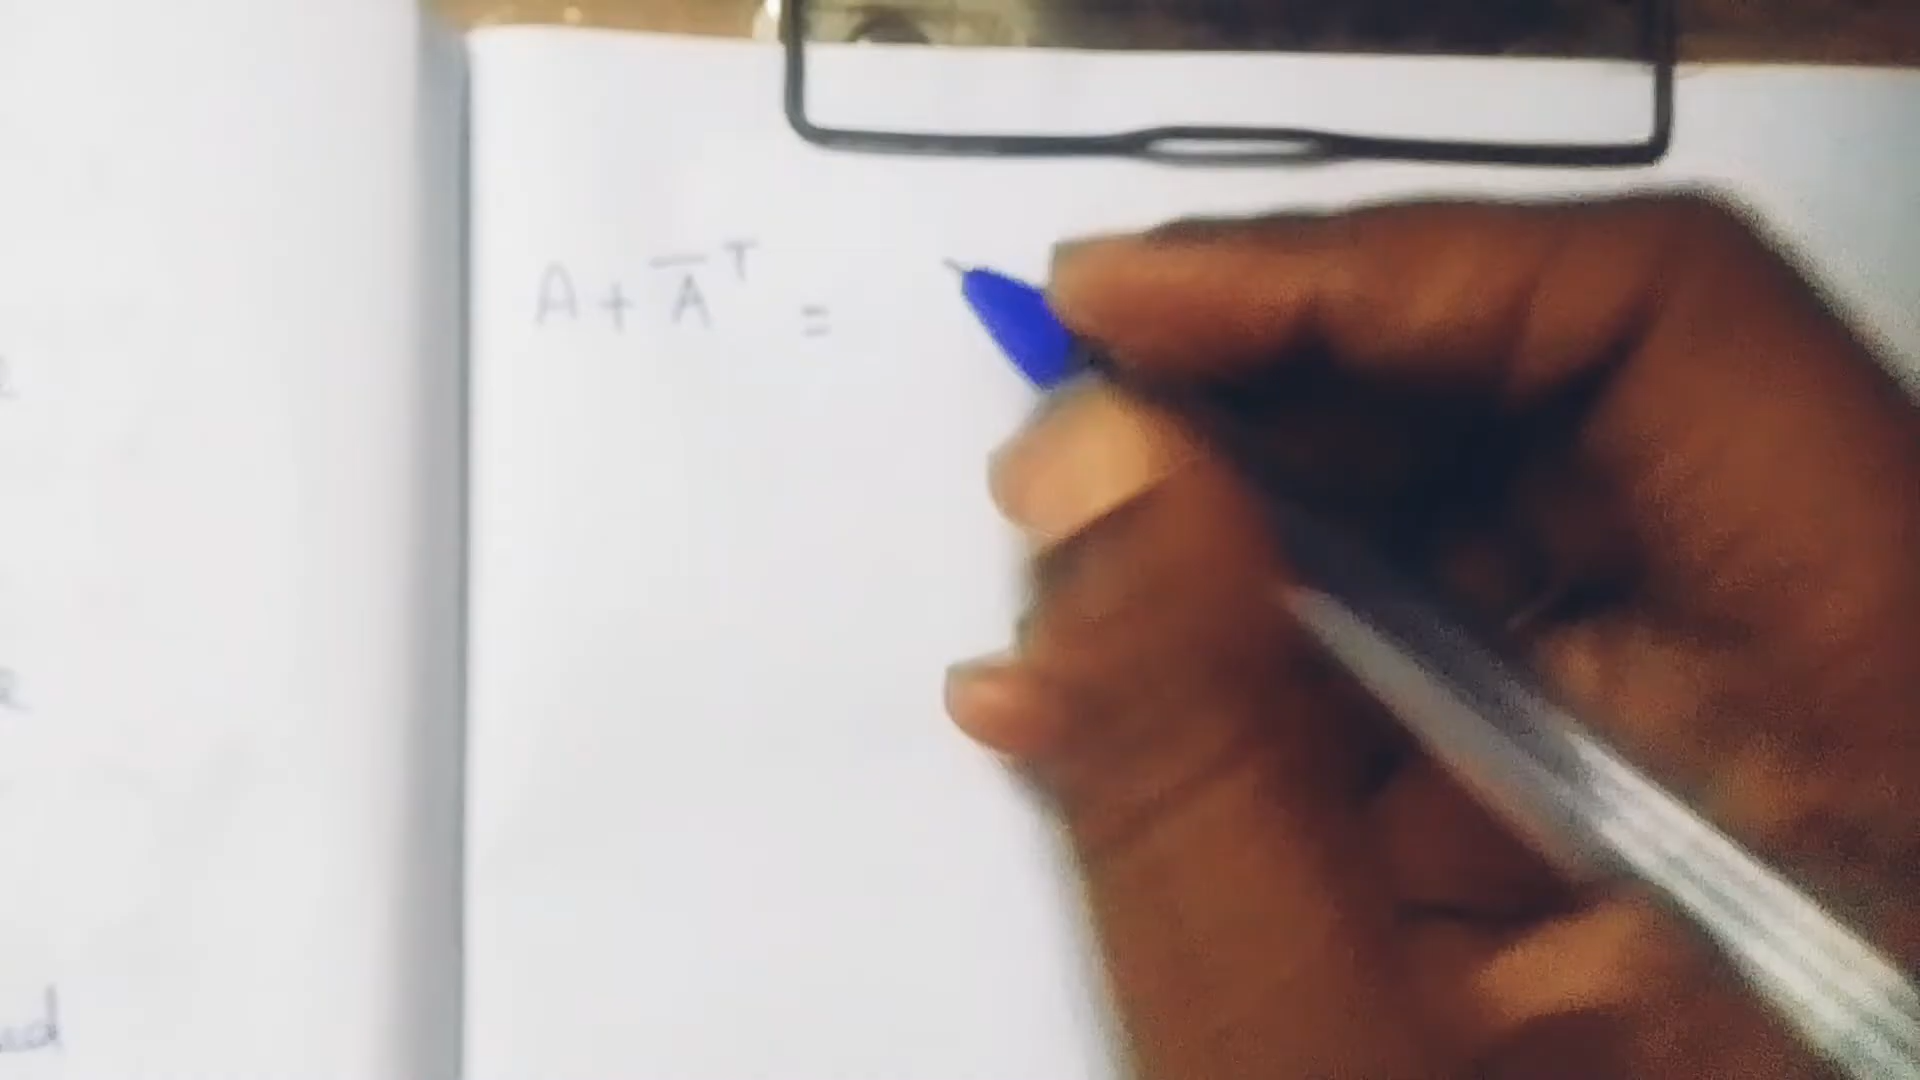 A + A̅ᵀ =